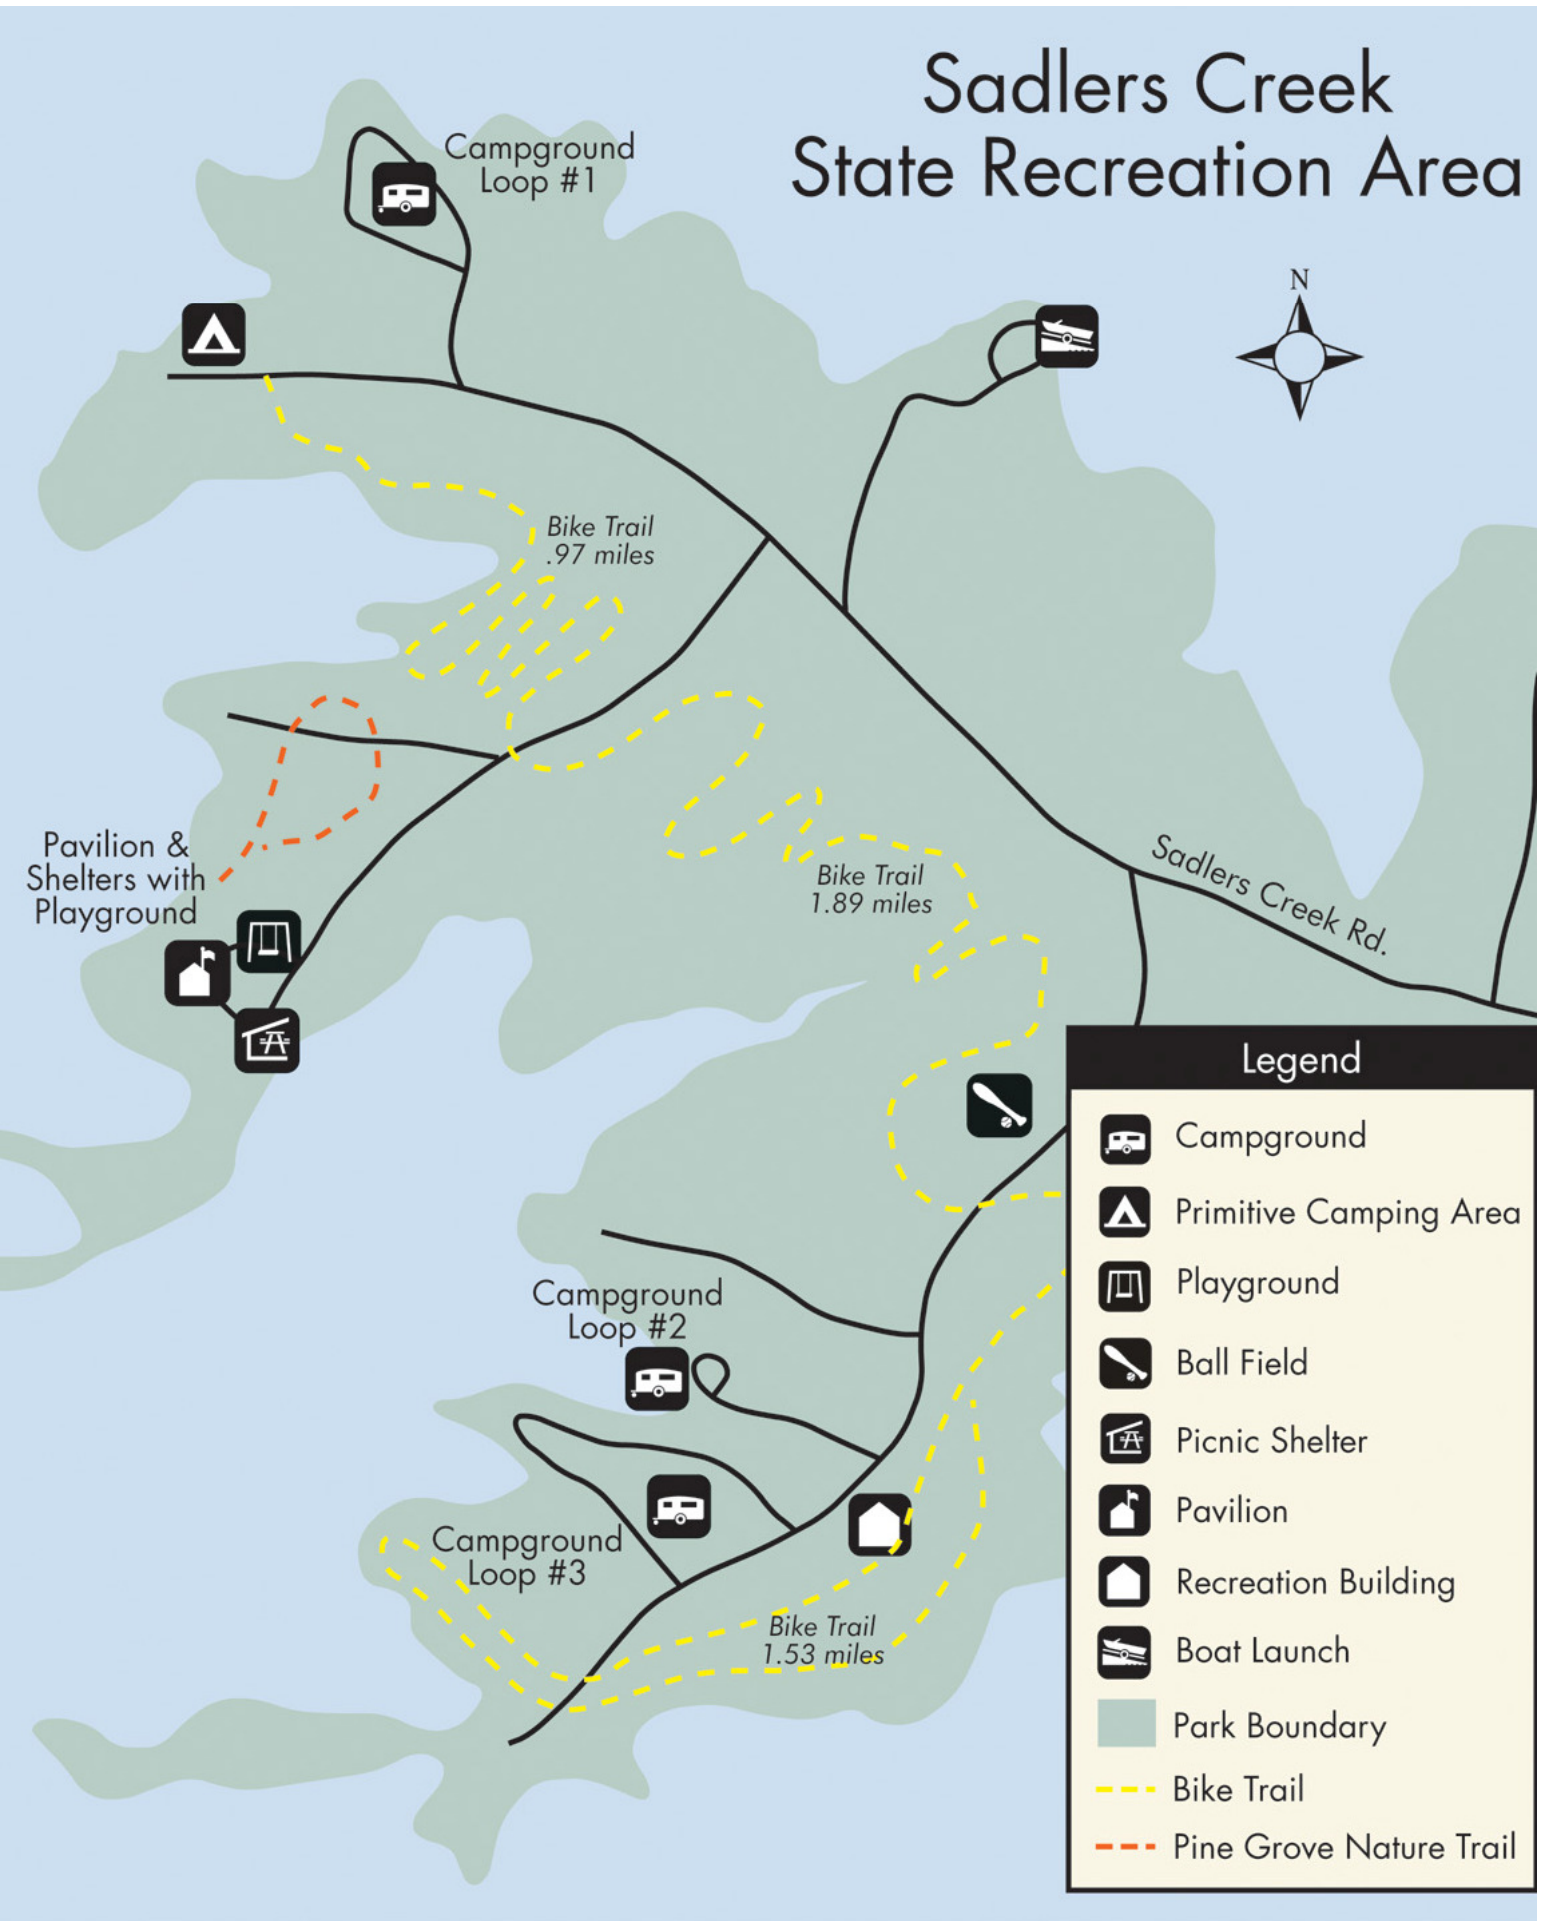 Sadlers Creek
State Recreation Area
Campground
Loop #1
N
Bike Trail
.97 miles
Pavilion &
Shelters with
Playground
Bike Trail
1.89 miles
Sadlers Creek Rd.
Campground
Loop #2
Campground
Loop #3
Bike Trail
1.53 miles
Legend
Campground
Primitive Camping Area
Playground
Ball Field
Picnic Shelter
Pavilion
Recreation Building
Boat Launch
Park Boundary
Bike Trail
Pine Grove Nature Trail